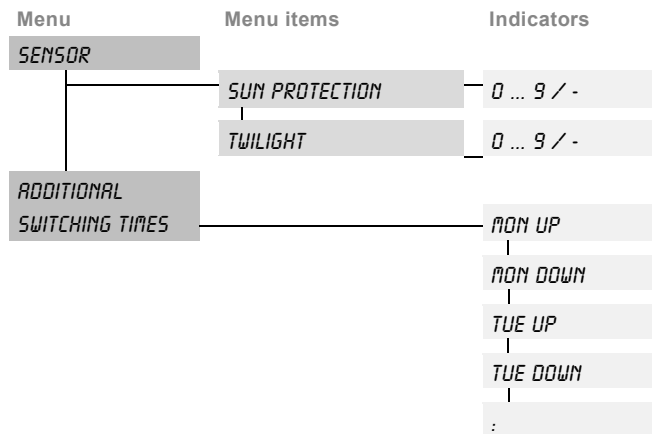 Menu Menu items Indicators
SENSOR
SUN PROTECTION 0 ... 9 / -
TWILIGHT 0 ... 9 / -
ADDITIONAL
SWITCHING TIMES MON UP
MON DOWN
TUE UP
TUE DOWN
: